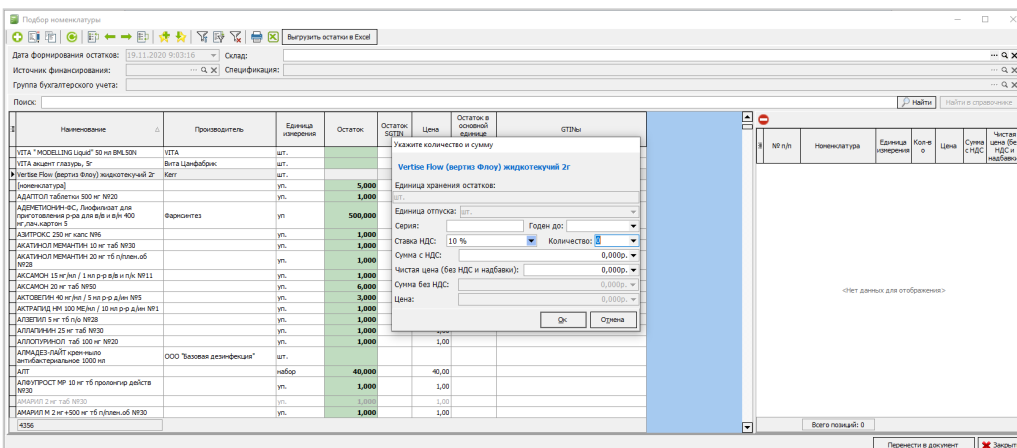 Подбор номенклатуры
Выгрузить остатки в Excel
Дата формирования остатков: 19.11.2020 9:03:16 Склад:
Источник финансирования: Спецификация:
Группа бухгалтерского учета:
Поиск: Найти Найти в справочнике
Наименование Производитель Единица измерения Остаток Остаток SGTIN Цена Остаток в основной единице GTINы
VITA " MODELLING Liquid" 50 мл BML50N VITA шт.
VITA акцент глазурь, 5г Вита Цанфабрик шт.
Vertise Flow (вертиз Флоу) жидкотекучий 2г Kerr шт.
[номенклатура] уп. 5,000
АДАПТОЛ таблетки 500 мг №20 уп. 1,000
АДЕМЕТИОНИН-ФС, Лиофилизат для
приготовления р-ра для в/в и в/м 400 Фармсинтез уп 500,000
мг,пач.картон 5
АЗИТРОКС 250 мг капс №6 уп. 1,000
АКАТИНОЛ МЕМАНТИН 10 мг таб №30 уп. 1,000
АКАТИНОЛ МЕМАНТИН 20 мг тб п/плен.об
№28 уп. 1,000
АКСАМОН 15 мг/мл / 1 мл р-р в/в и п/к №11 уп. 1,000
АКСАМОН 20 мг таб №50 уп. 6,000
АКТОВЕГИН 40 мг/мл / 5 мл р-р д/ин №5 уп. 3,000
АКТРАПИД НМ 100 МЕ/мл / 10 мл р-р д/ин №1 уп. 1,000
АЛЗЕПИЛ 5 мг тб п/о №28 уп. 1,000
АЛЛАПИНИН 25 мг таб №30 уп. 1,000
АЛЛОПУРИНОЛ таб 100 мг №20 уп. 1,000 1,00
АЛМАДЕЗ-ЛАЙТ крем-мыло
антибактериальное 1000 мл ООО "Базовая дезинфекция" шт.
АЛТ набор 40,000 40,00
АЛФУПРОСТ МР 10 мг тб пролонгир действ
№30 уп. 1,000 1,00
АМАРИЛ 2 мг таб №30 уп. 1,000 1,00
АМАРИЛ М 2 мг+500 мг тб п/плен.об №30 уп. 1,000 1,00
4356
Укажите количество и сумму
Vertise Flow (вертиз Флоу) жидкотекучий 2г
Единица хранения остатков:
шт.
Единица отпуска: шт.
Серия: Годен до:
Ставка НДС: 10 % Количество: 0
Сумма с НДС: 0,000р.
Чистая цена (без НДС и надбавки): 0,000р.
Сумма без НДС: 0,000р.
Цена: 0,000р.
Ок Отмена
№ п/п Номенклатура Единица измерения Кол-во Цена Сумма с НДС Чистая цена (без НДС и надбавки
<Нет данных для отображения>
Всего позиций: 0
Перенести в документ Закрыть